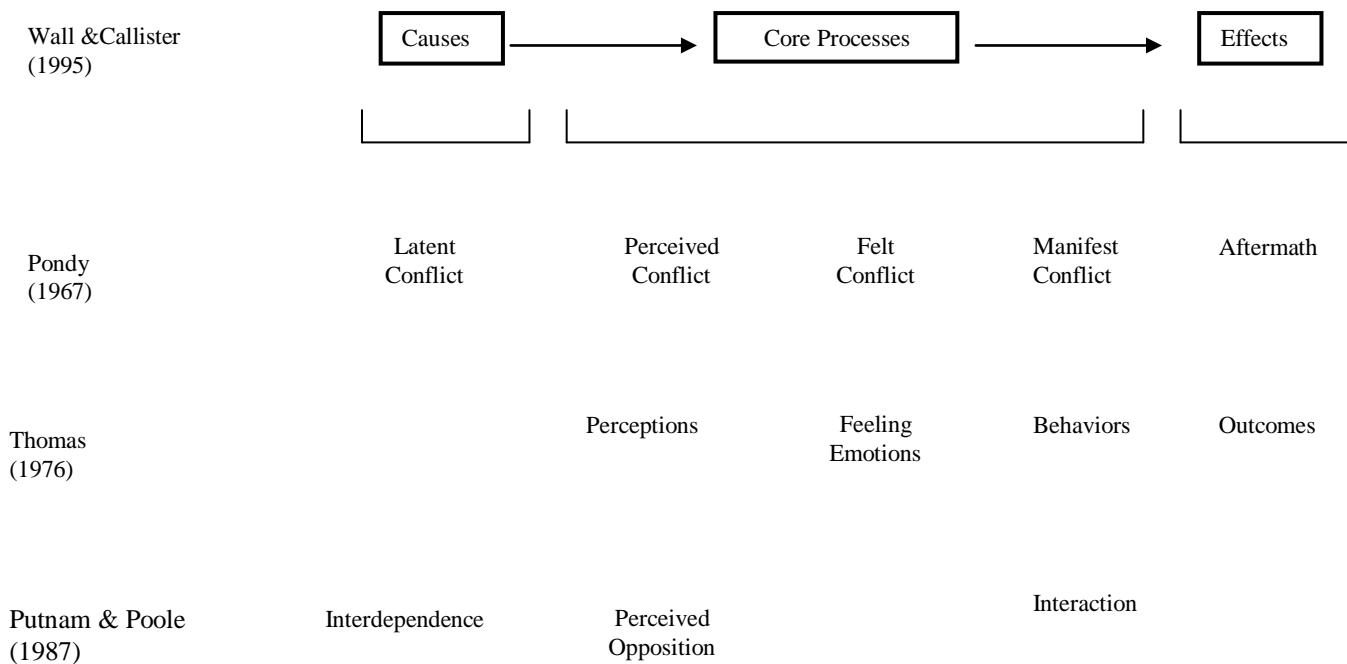 Wall &Callister
(1995)
Causes
Core Processes
Effects
Pondy
(1967)
Latent
Conflict
Perceived
Conflict
Felt
Conflict
Manifest
Conflict
Aftermath
Thomas
(1976)
Perceptions
Feeling
Emotions
Behaviors
Outcomes
Putnam & Poole
(1987)
Interdependence
Perceived
Opposition
Interaction